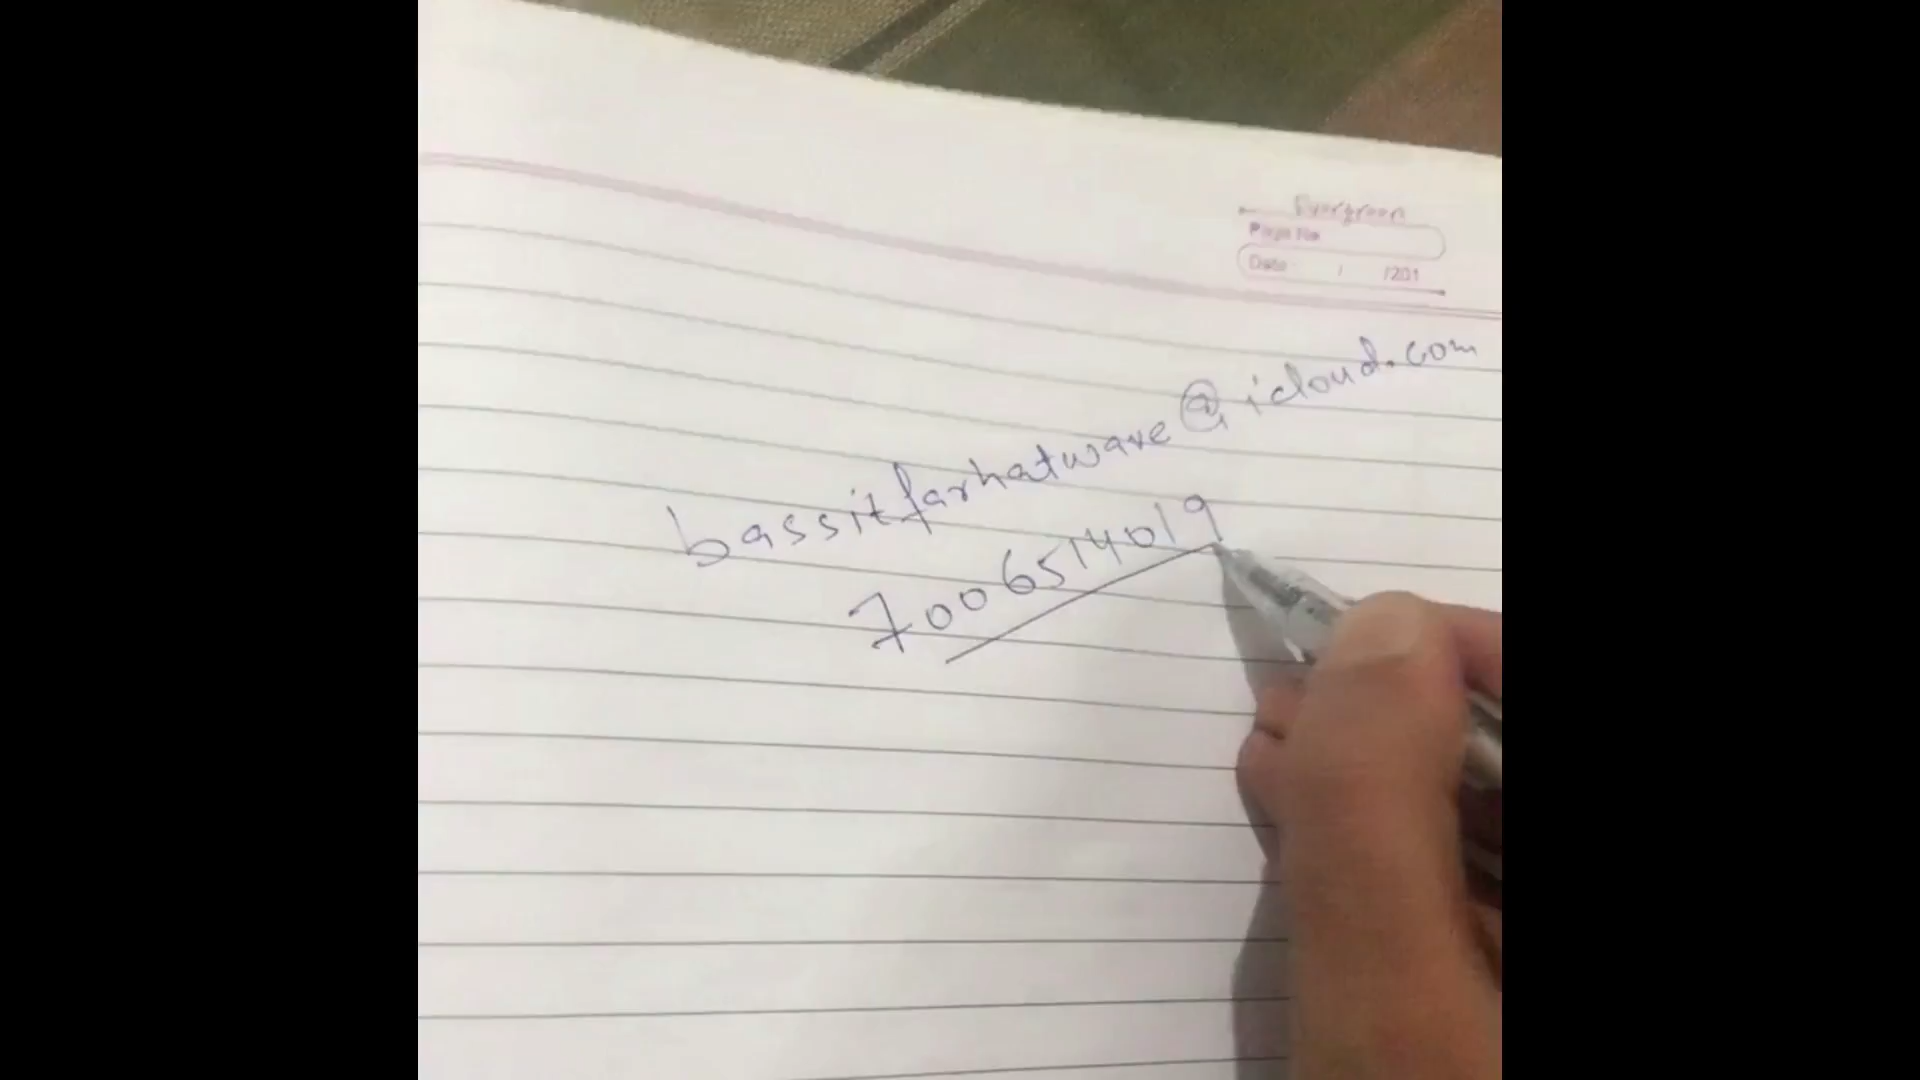 Evergreen
Page No
Date : / /201
bassitfarhatwave@icloud.com
7006514019